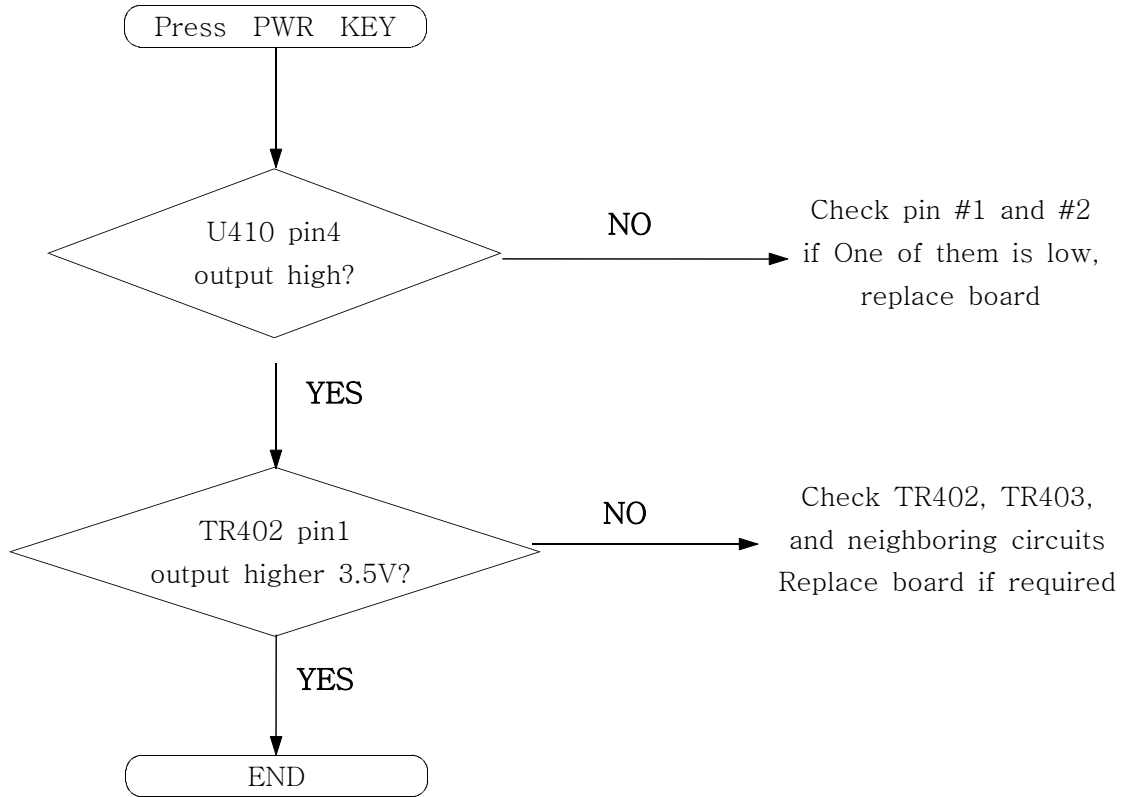 Press PWR KEY
U410 pin4
output high?
NO
Check pin #1 and #2
if One of them is low,
replace board
YES
TR402 pin1
output higher 3.5V?
NO
Check TR402, TR403,
and neighboring circuits
Replace board if required
YES
END